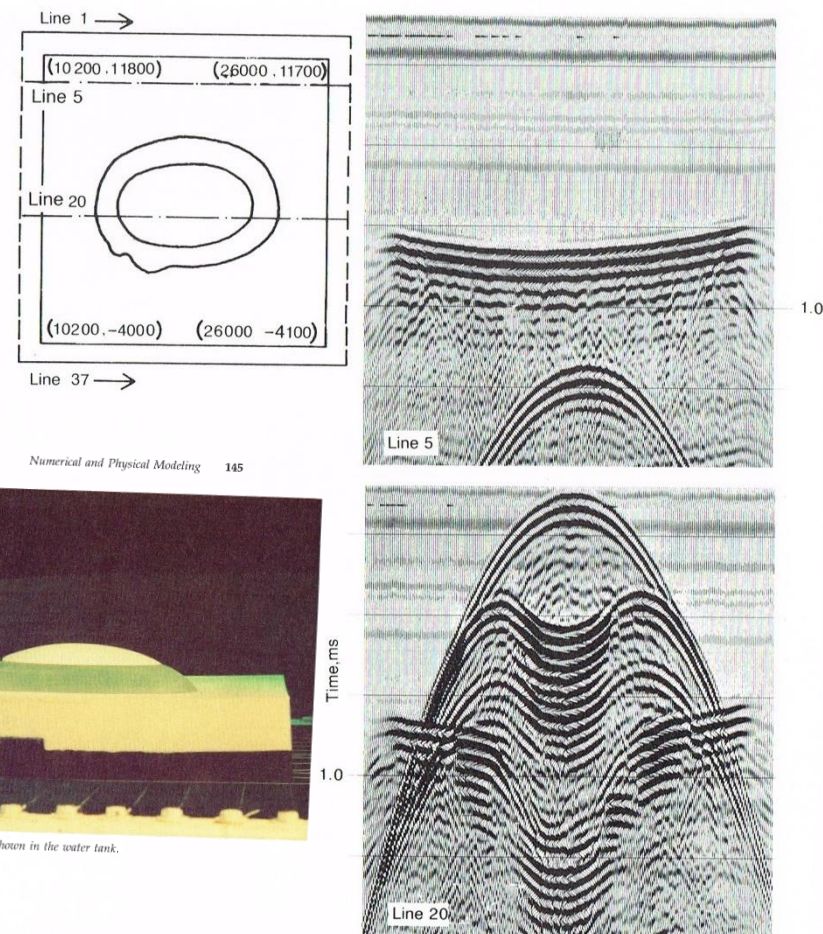 Line 1
(10200,11800) (26000,11700)
Line 5
Line 20
(10200,-4000) (26000 -4100)
Line 37
Numerical and Physical Modeling 145
shown in the water tank.
1.0
Line 5
Time,ms
1.0
Line 20